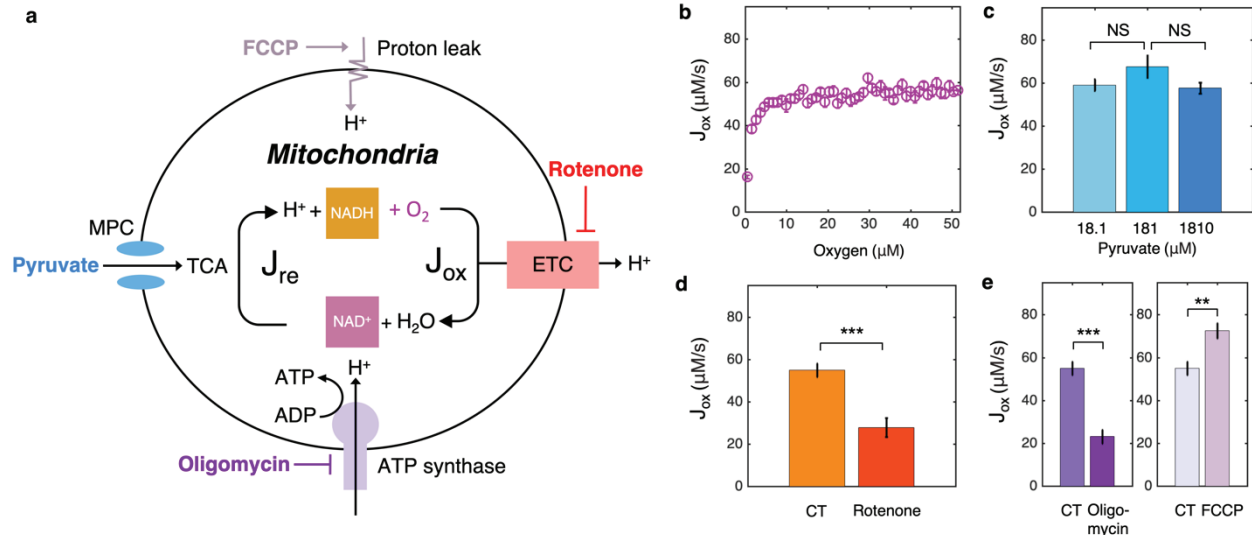 a
FCCP
Proton leak
H⁺
Mitochondria
Rotenone
MPC
H⁺ + NADH + O₂
Pyruvate
TCA
Jre
Jox
ETC
H⁺
NAD⁺ + H₂O
H⁺
ATP
ADP
Oligomycin
ATP synthase
b
Jox (μM/s)
80
60
40
20
0
0 10 20 30 40 50
Oxygen (μM)
c
Jox (μM/s)
80
60
40
20
0
NS NS
18.1 181 1810
Pyruvate (μM)
d
Jox (μM/s)
80
60
40
20
0
***
CT Rotenone
e
Jox (μM/s)
80
60
40
20
0
***
CT Oligo-
mycin
80
60
40
20
0
**
CT FCCP